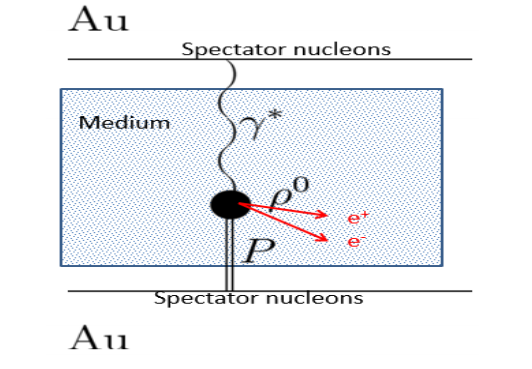 Au
Spectator nucleons
Medium
γ*
ρ⁰
e⁺
e⁻
P
Spectator nucleons
Au